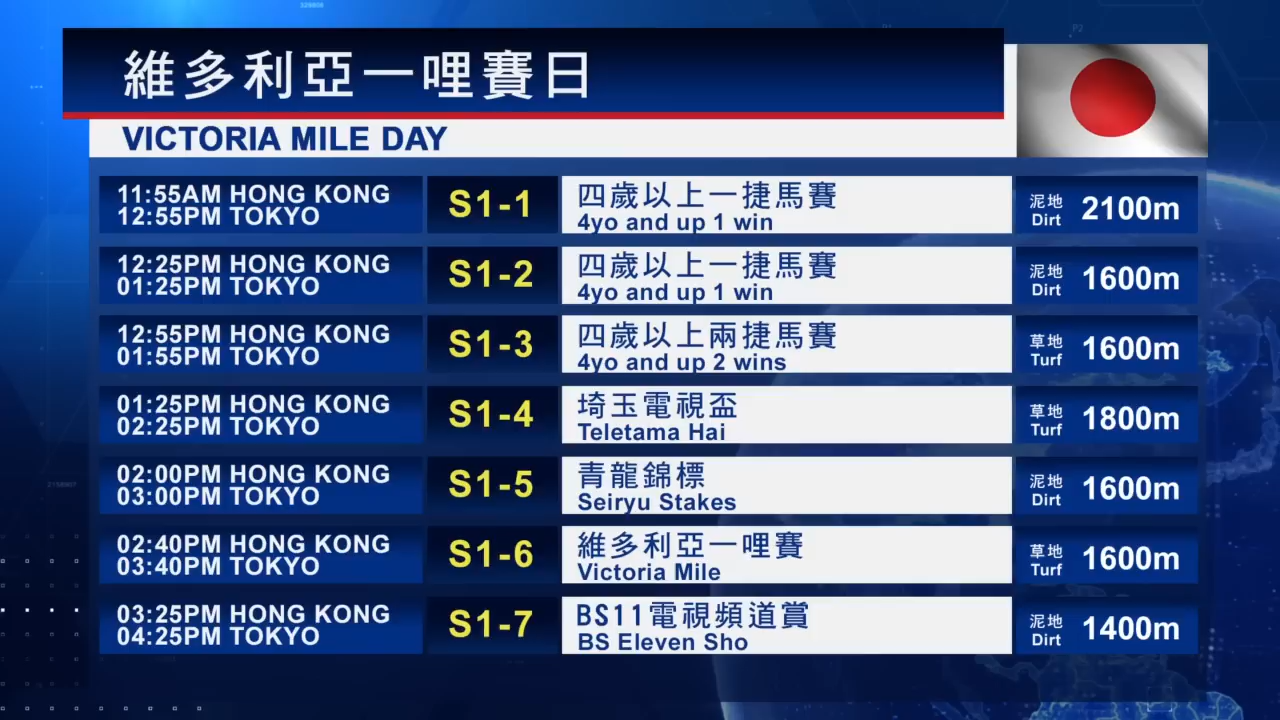 維多利亞一哩賽日
VICTORIA MILE DAY
11:55AM HONG KONG
12:55PM TOKYO
S1-1
四歲以上一捷馬賽
4yo and up 1 win
泥地
Dirt
2100m
12:25PM HONG KONG
01:25PM TOKYO
S1-2
四歲以上一捷馬賽
4yo and up 1 win
泥地
Dirt
1600m
12:55PM HONG KONG
01:55PM TOKYO
S1-3
四歲以上兩捷馬賽
4yo and up 2 wins
草地
Turf
1600m
01:25PM HONG KONG
02:25PM TOKYO
S1-4
埼玉電視盃
Teletama Hai
草地
Turf
1800m
02:00PM HONG KONG
03:00PM TOKYO
S1-5
青龍錦標
Seiryu Stakes
泥地
Dirt
1600m
02:40PM HONG KONG
03:40PM TOKYO
S1-6
維多利亞一哩賽
Victoria Mile
草地
Turf
1600m
03:25PM HONG KONG
04:25PM TOKYO
S1-7
BS11電視頻道賞
BS Eleven Sho
泥地
Dirt
1400m